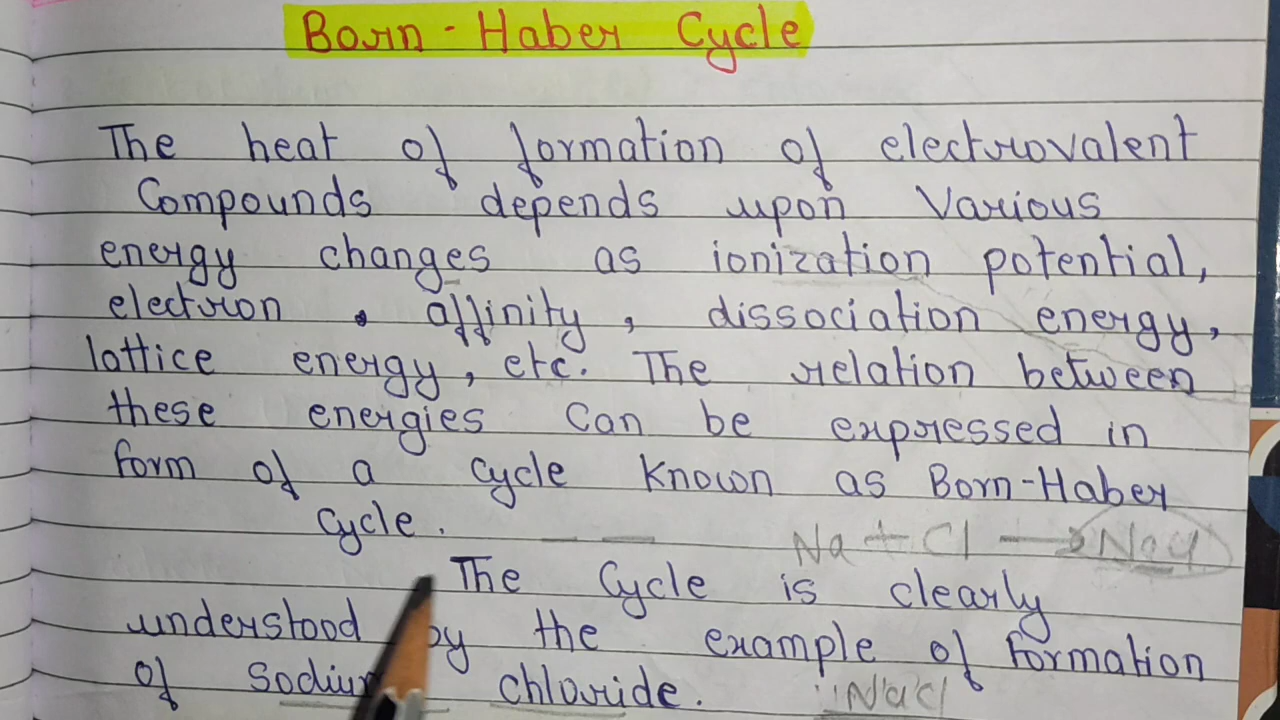 Born - Haber Cycle
The heat of formation of electrovalent
Compounds depends upon Various
energy changes as ionization potential,
electron affinity, dissociation energy,
lattice energy, etc. The relation between
these energies can be expressed in
form of a cycle known as Born-Haber
Cycle.
Na + Cl → NaCl
The Cycle is clearly
understood by the example of formation
of Sodium chloride. NaCl